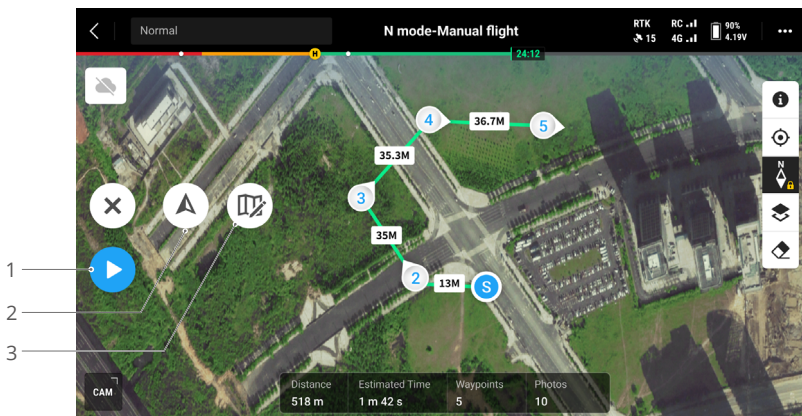 Normal
N mode-Manual flight
RTK
15
RC
4G
90%
4.19V
H
24:12
4
36.7M
5
35.3M
3
35M
2
13M
S
N
1
2
3
CAM
Distance
518 m
Estimated Time
1 m 42 s
Waypoints
5
Photos
10